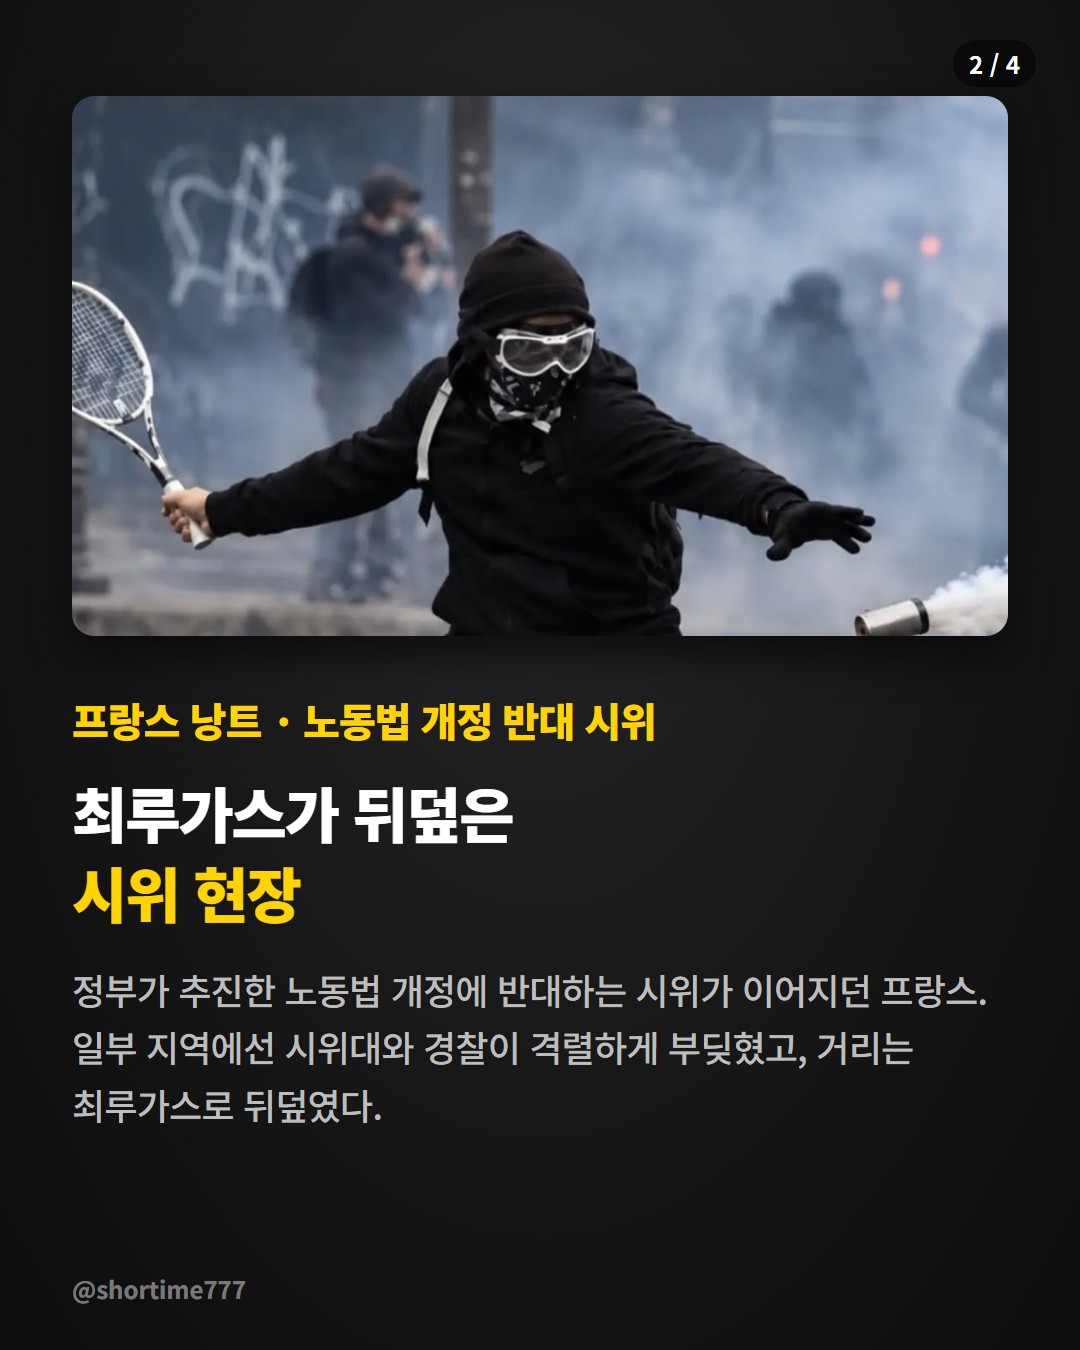 2 / 4
프랑스 낭트 · 노동법 개정 반대 시위
최루가스가 뒤덮은
시위 현장
정부가 추진한 노동법 개정에 반대하는 시위가 이어지던 프랑스.
일부 지역에선 시위대와 경찰이 격렬하게 부딪혔고, 거리는
최루가스로 뒤덮였다.
@shortime777